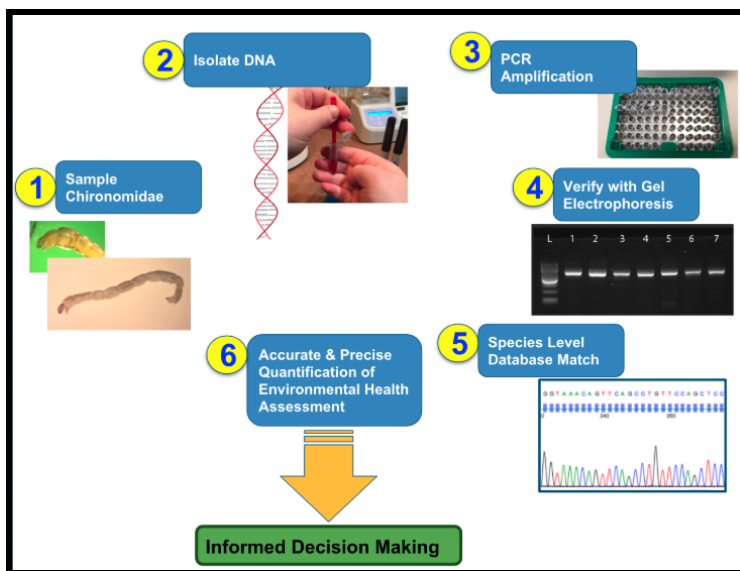 1
Sample
Chironomidae
2
Isolate DNA
3
PCR
Amplification
4
Verify with Gel
Electrophoresis
L 1 2 3 4 5 6 7
5
Species Level
Database Match
GGTAAACAGTTCAGCCTGTTCCAGCTCC
340
6
Accurate & Precise
Quantification of
Environmental Health
Assessment
Informed Decision Making